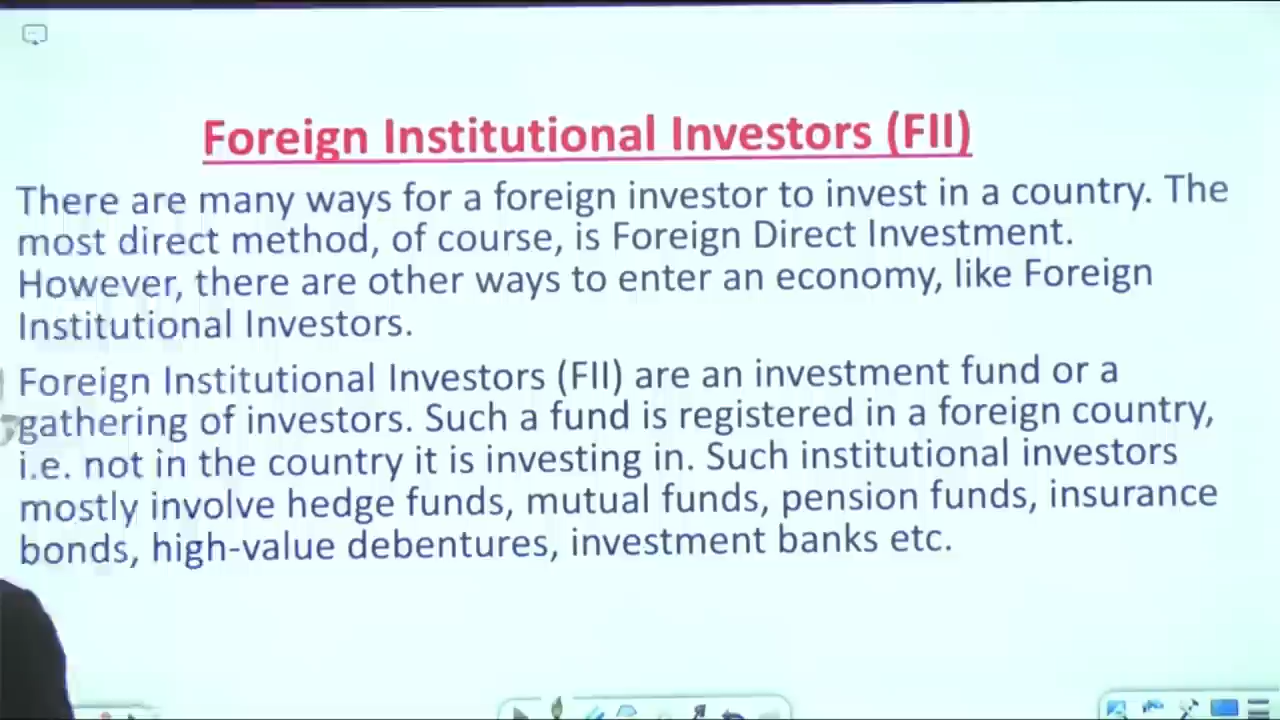 Foreign Institutional Investors (FII)
There are many ways for a foreign investor to invest in a country. The
most direct method, of course, is Foreign Direct Investment.
However, there are other ways to enter an economy, like Foreign
Institutional Investors.
Foreign Institutional Investors (FII) are an investment fund or a
gathering of investors. Such a fund is registered in a foreign country,
i.e. not in the country it is investing in. Such institutional investors
mostly involve hedge funds, mutual funds, pension funds, insurance
bonds, high-value debentures, investment banks etc.